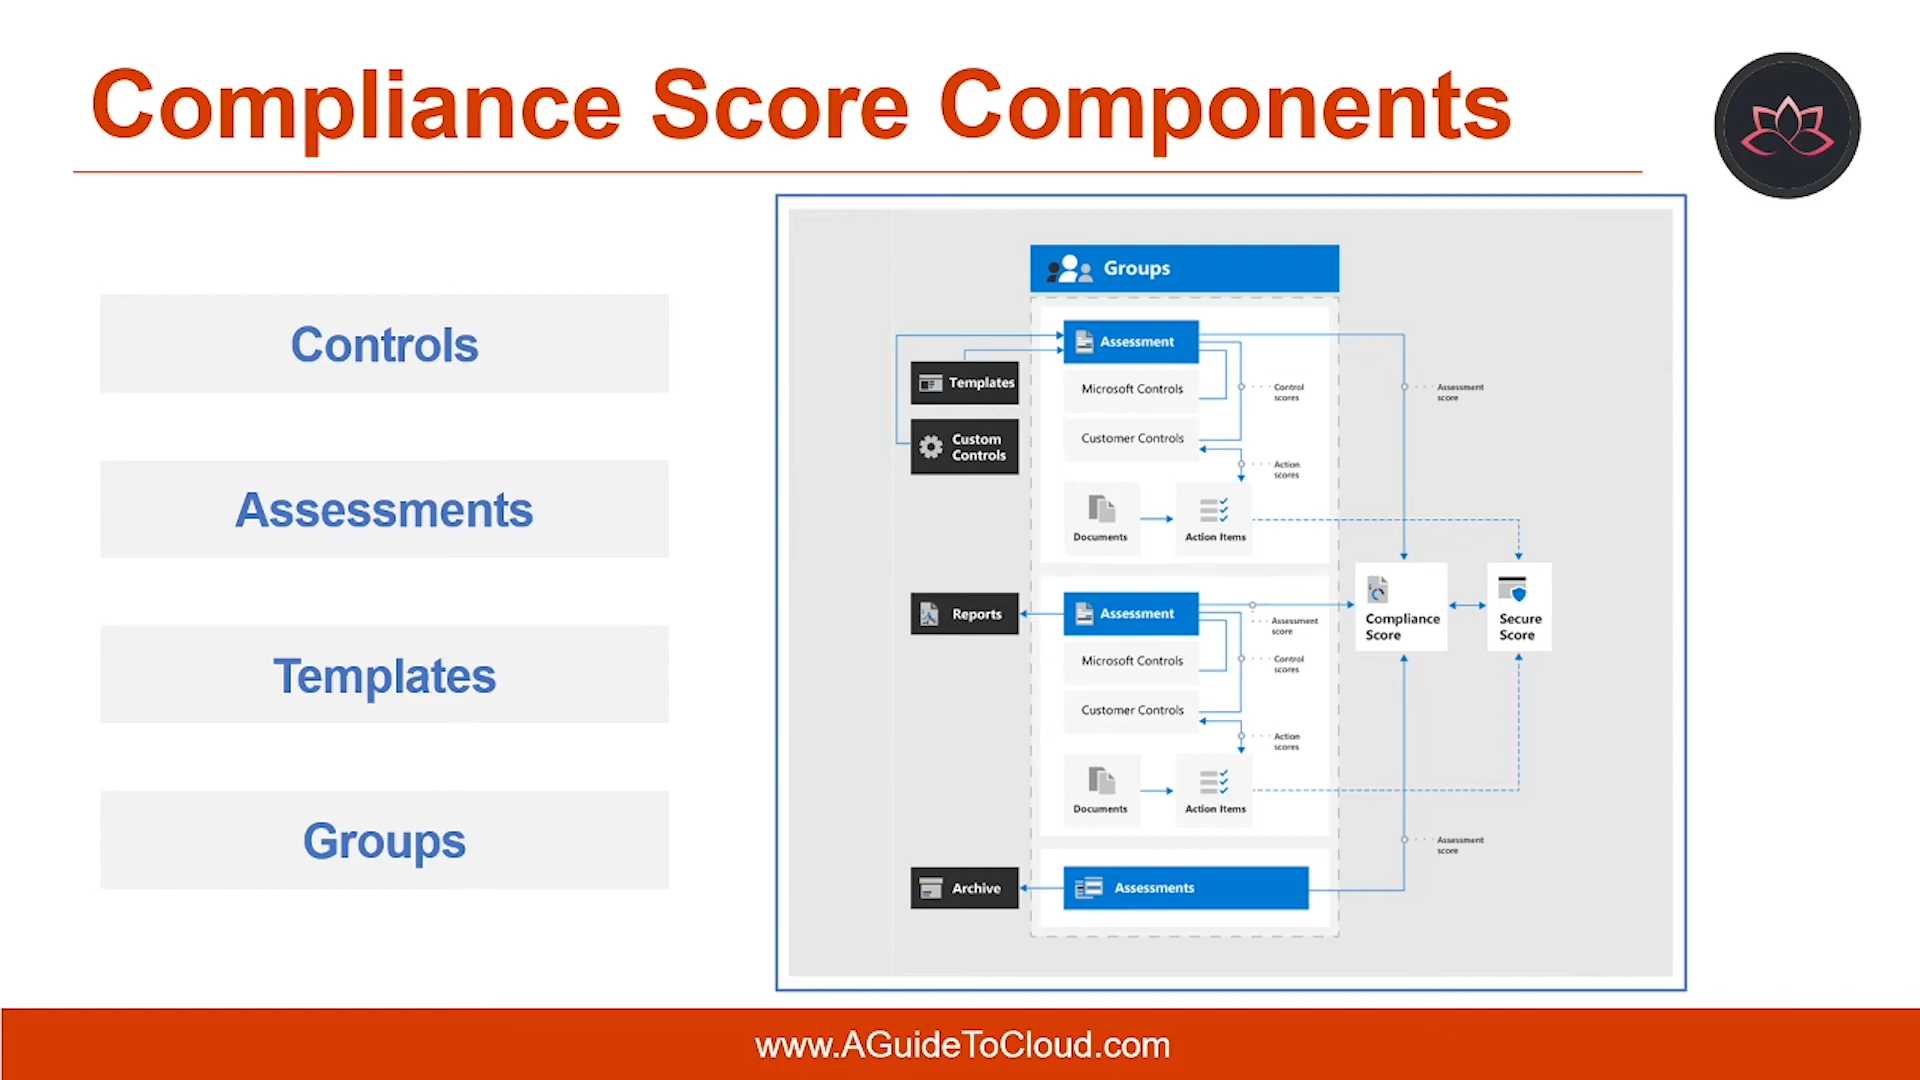 Compliance Score Components
Controls
Assessments
Templates
Groups
Groups
Assessment
Templates
Microsoft Controls
Control
scores
Assessment
score
Custom
Controls
Customer Controls
Action
scores
Documents
Action Items
Reports
Assessment
Assessment
score
Compliance
Score
Secure
Score
Microsoft Controls
Control
scores
Customer Controls
Action
scores
Documents
Action Items
Assessment
score
Archive
Assessments
www.AGuideToCloud.com